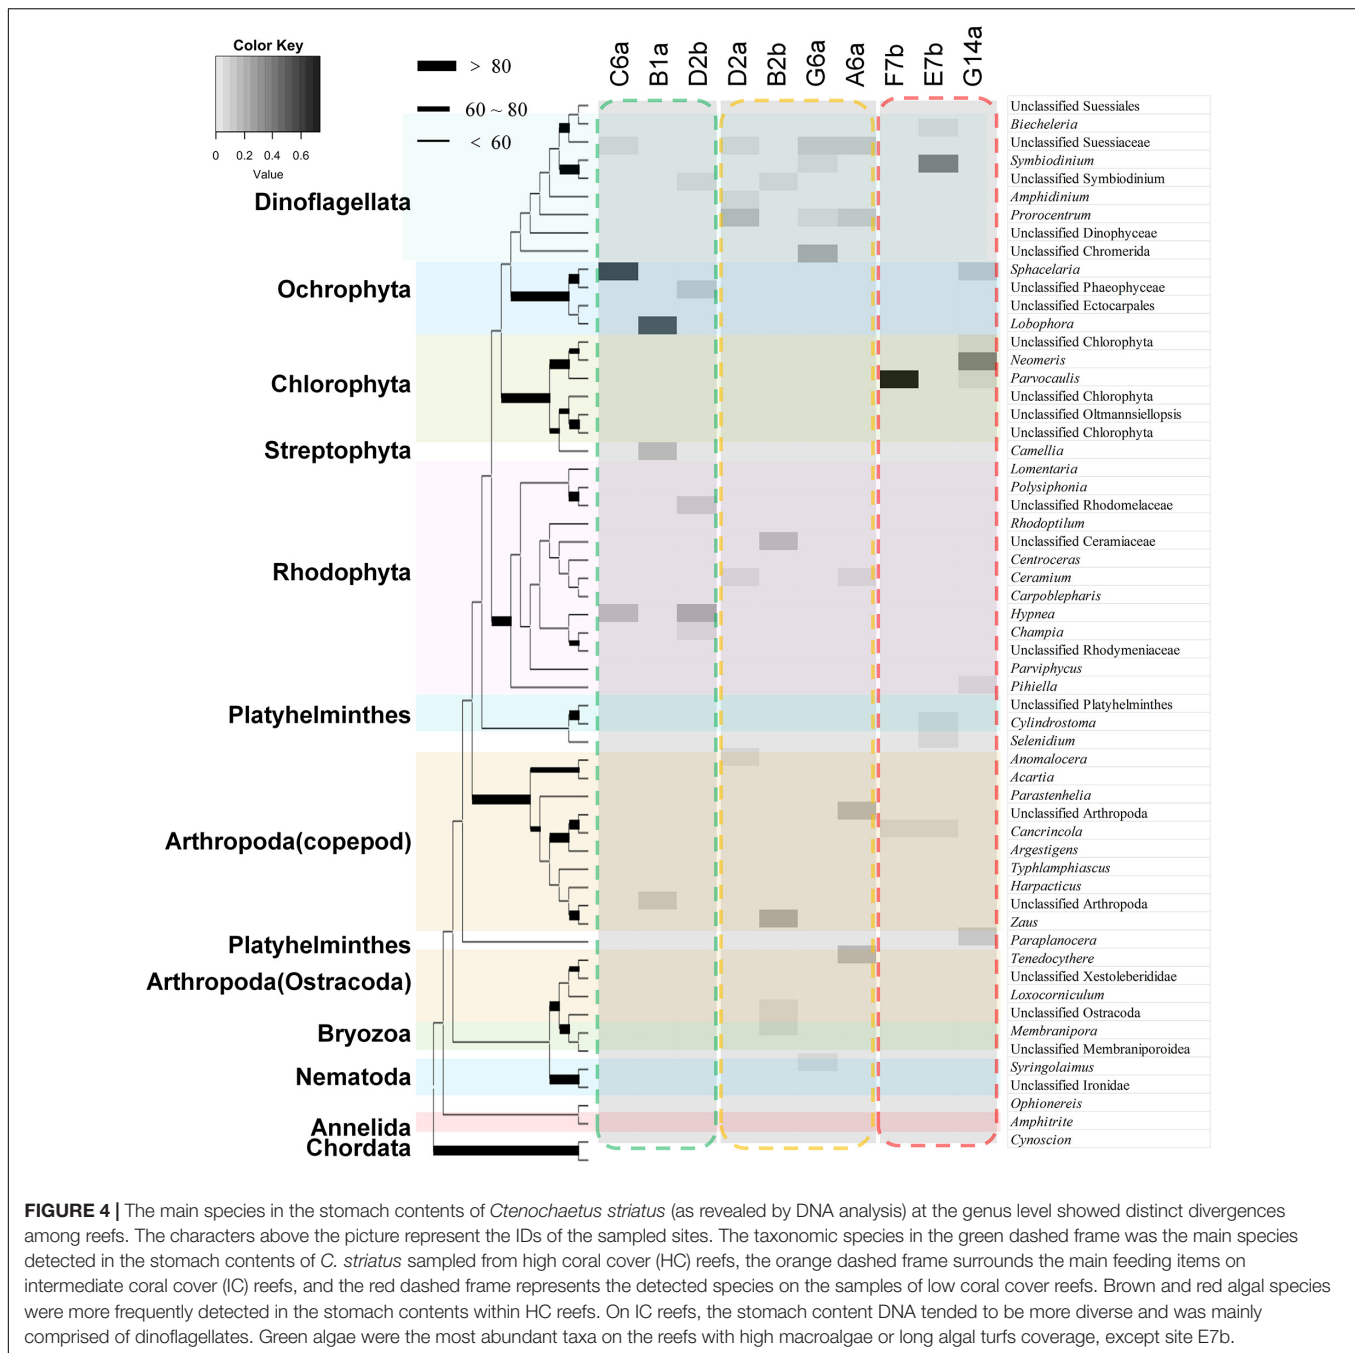 Color Key
0 0.2 0.4 0.6
Value
> 80
60 ~ 80
< 60
C6a B1a D2b D2a B2b G6a A6a F7b E7b G14a
Dinoflagellata
Ochrophyta
Chlorophyta
Streptophyta
Rhodophyta
Platyhelminthes
Arthropoda(copepod)
Platyhelminthes
Arthropoda(Ostracoda)
Bryozoa
Nematoda
Annelida
Chordata
Unclassified Suessiales
Biecheleria
Unclassified Suessiaceae
Symbiodinium
Unclassified Symbiodinium
Amphidinium
Prorocentrum
Unclassified Dinophyceae
Unclassified Chromerida
Sphacelaria
Unclassified Phaeophyceae
Unclassified Ectocarpales
Lobophora
Unclassified Chlorophyta
Neomeris
Parvocaulis
Unclassified Chlorophyta
Unclassified Oltmannsiellopsis
Unclassified Chlorophyta
Camellia
Lomentaria
Polysiphonia
Unclassified Rhodomelaceae
Rhodoptilum
Unclassified Ceramiaceae
Centroceras
Ceramium
Carpoblepharis
Hypnea
Champia
Unclassified Rhodymeniaceae
Parviphycus
Pihiella
Unclassified Platyhelminthes
Cylindrostoma
Selenidium
Anomalocera
Acartia
Parastenhelia
Unclassified Arthropoda
Cancrincola
Argestigens
Typhlamphiascus
Harpacticus
Unclassified Arthropoda
Zaus
Paraplanocera
Tenedocythere
Unclassified Xestoleberididae
Loxocorniculum
Unclassified Ostracoda
Membranipora
Unclassified Membraniporoidea
Syringolaimus
Unclassified Ironidae
Ophionereis
Amphitrite
Cynoscion
FIGURE 4 | The main species in the stomach contents of Ctenochaetus striatus (as revealed by DNA analysis) at the genus level showed distinct divergences
among reefs. The characters above the picture represent the IDs of the sampled sites. The taxonomic species in the green dashed frame was the main species
detected in the stomach contents of C. striatus sampled from high coral cover (HC) reefs, the orange dashed frame surrounds the main feeding items on
intermediate coral cover (IC) reefs, and the red dashed frame represents the detected species on the samples of low coral cover reefs. Brown and red algal species
were more frequently detected in the stomach contents within HC reefs. On IC reefs, the stomach content DNA tended to be more diverse and was mainly
comprised of dinoflagellates. Green algae were the most abundant taxa on the reefs with high macroalgae or long algal turfs coverage, except site E7b.